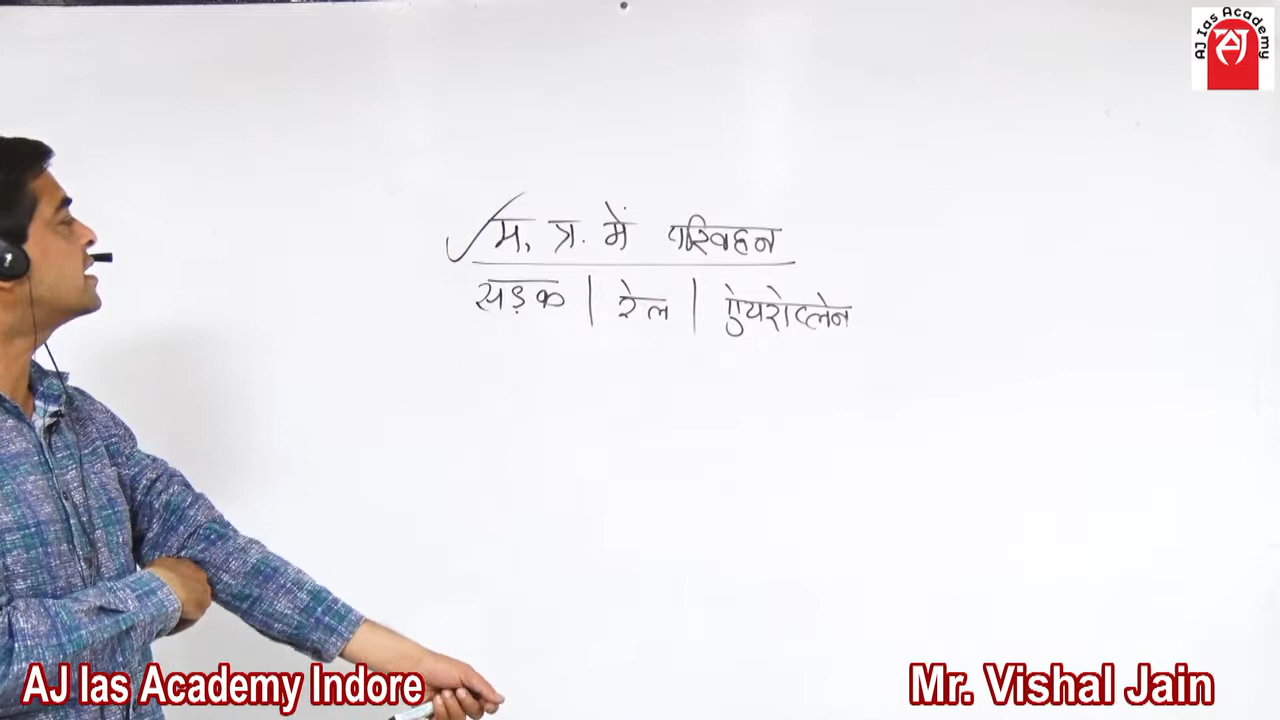 AJ Ias Academy
म. प्र. में परिवहन
सड़क | रेल | ऐयरोप्लेन
AJ Ias Academy Indore
Mr. Vishal Jain